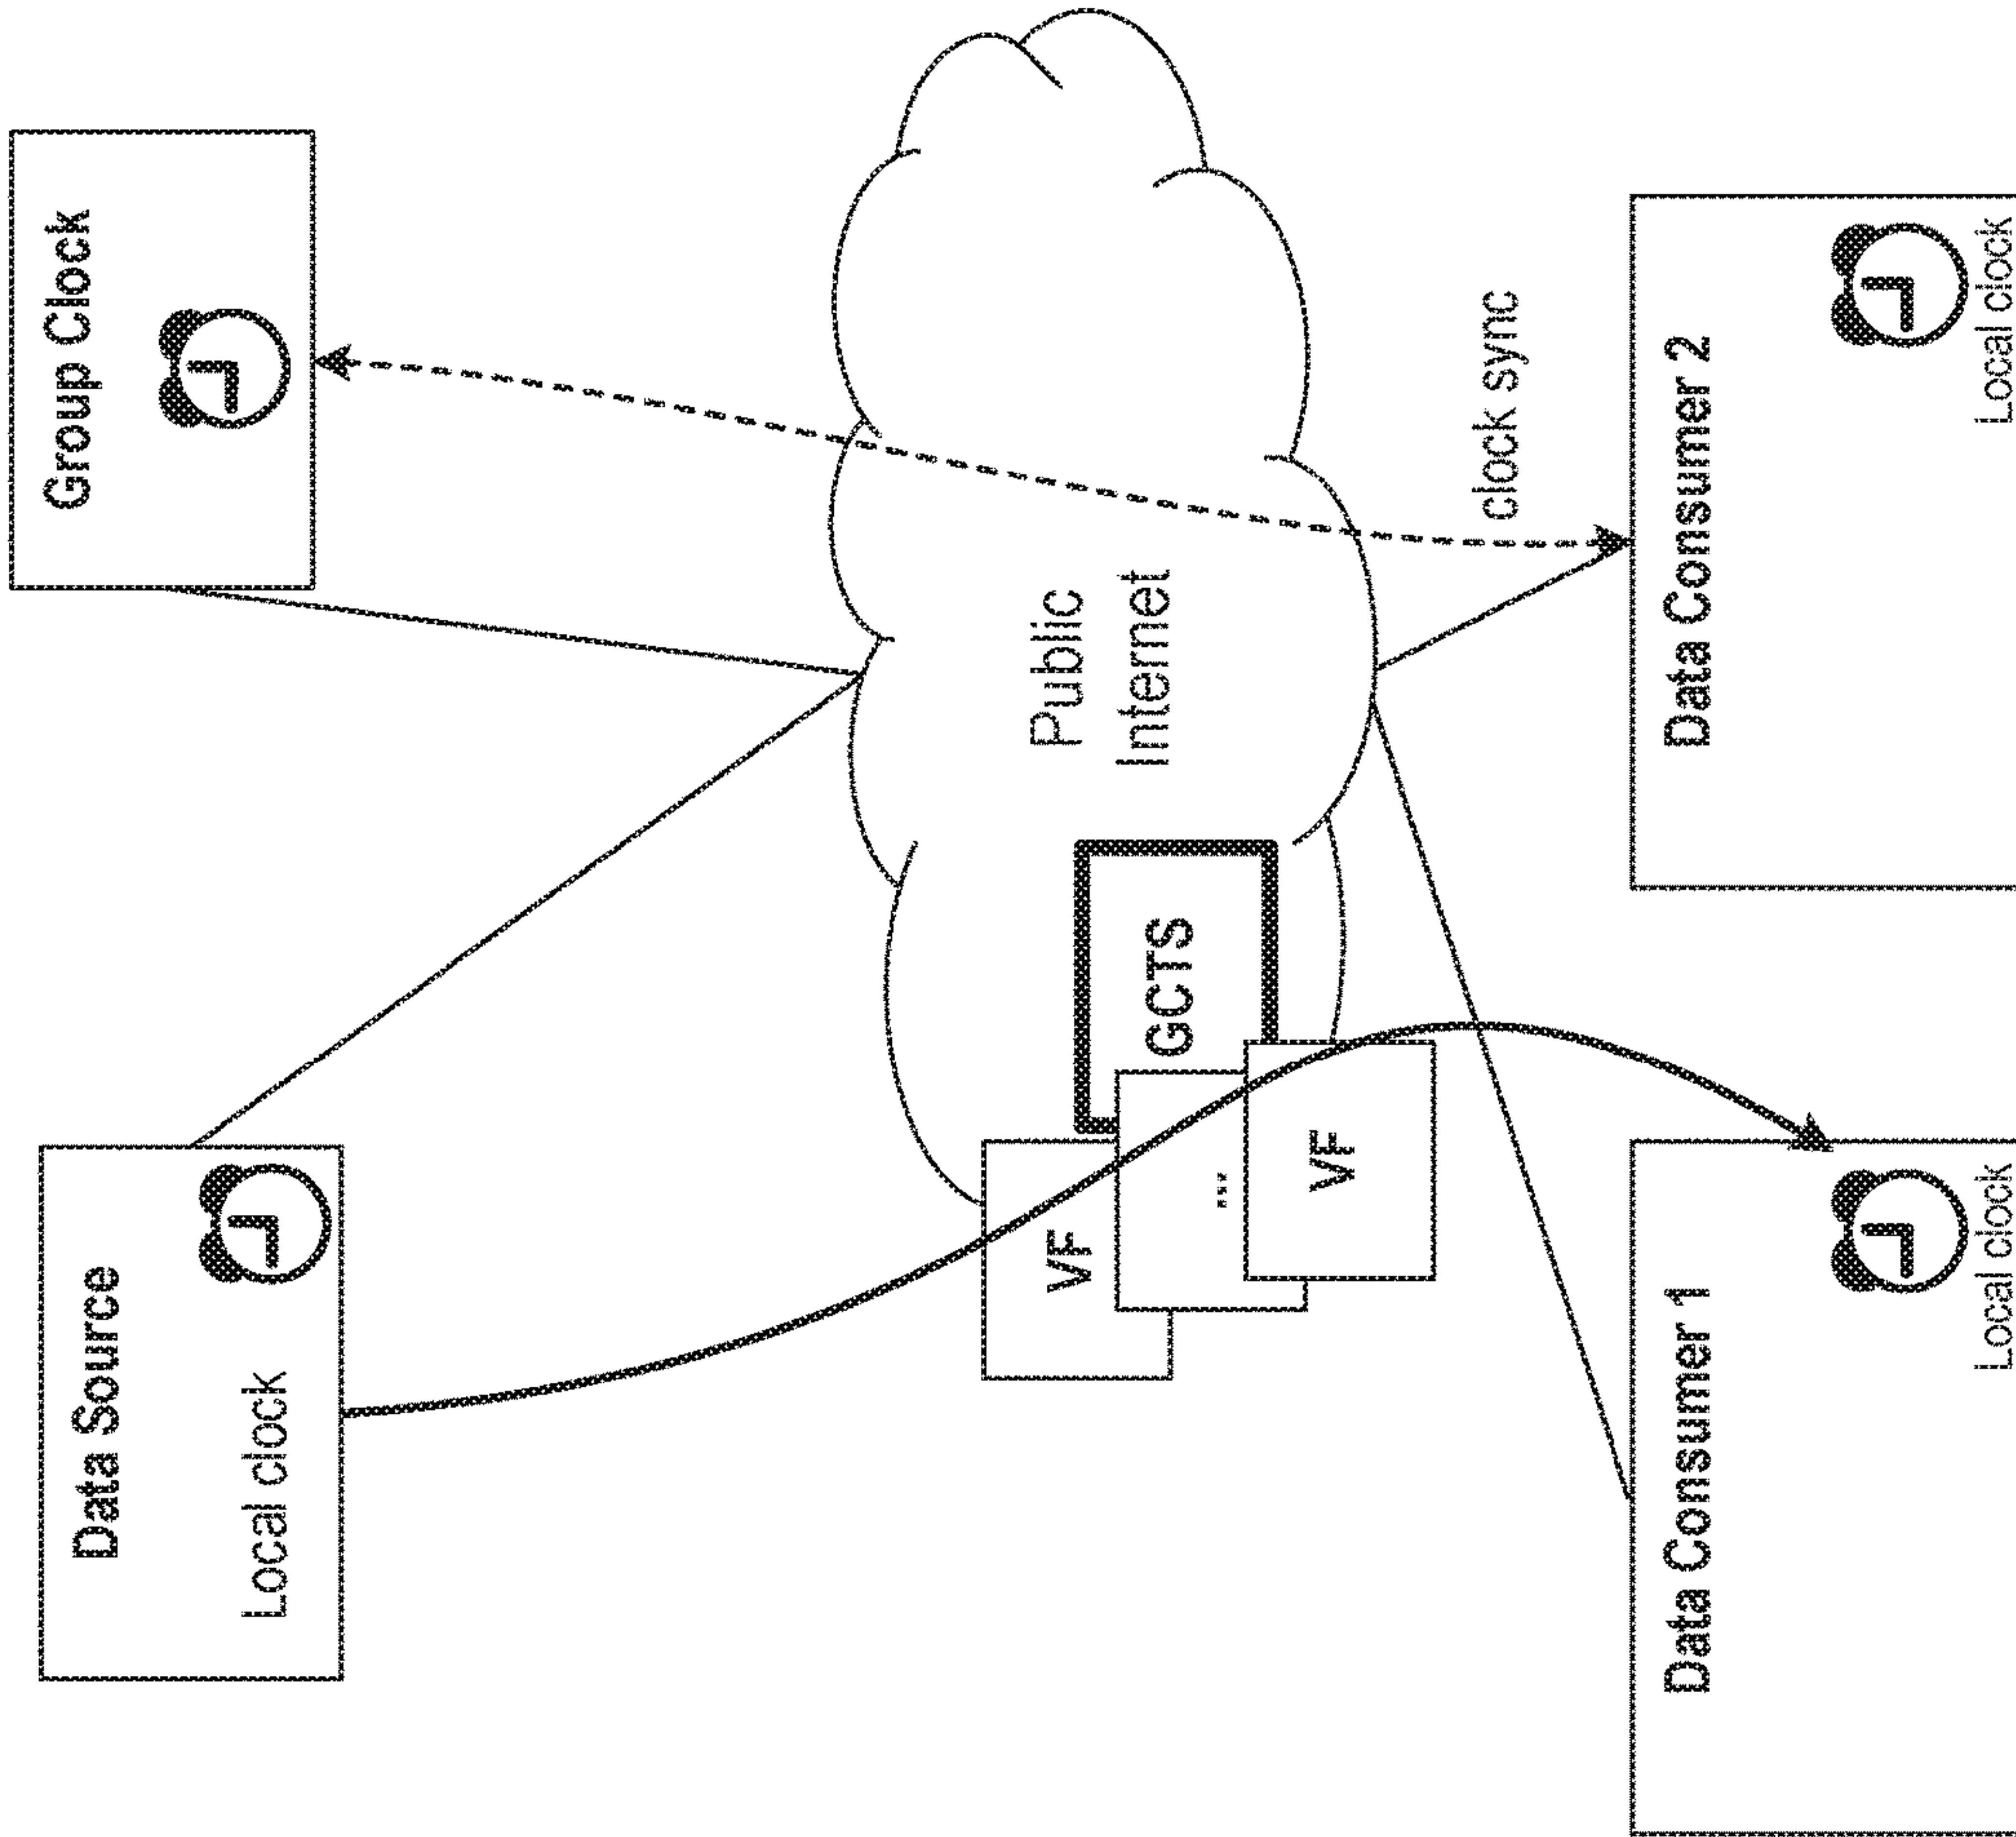 Data Source
Local clock
Group Clock
Public
Internet
VF
...
VF
GCTS
clock sync
Data Consumer 1
Local clock
Data Consumer 2
Local clock